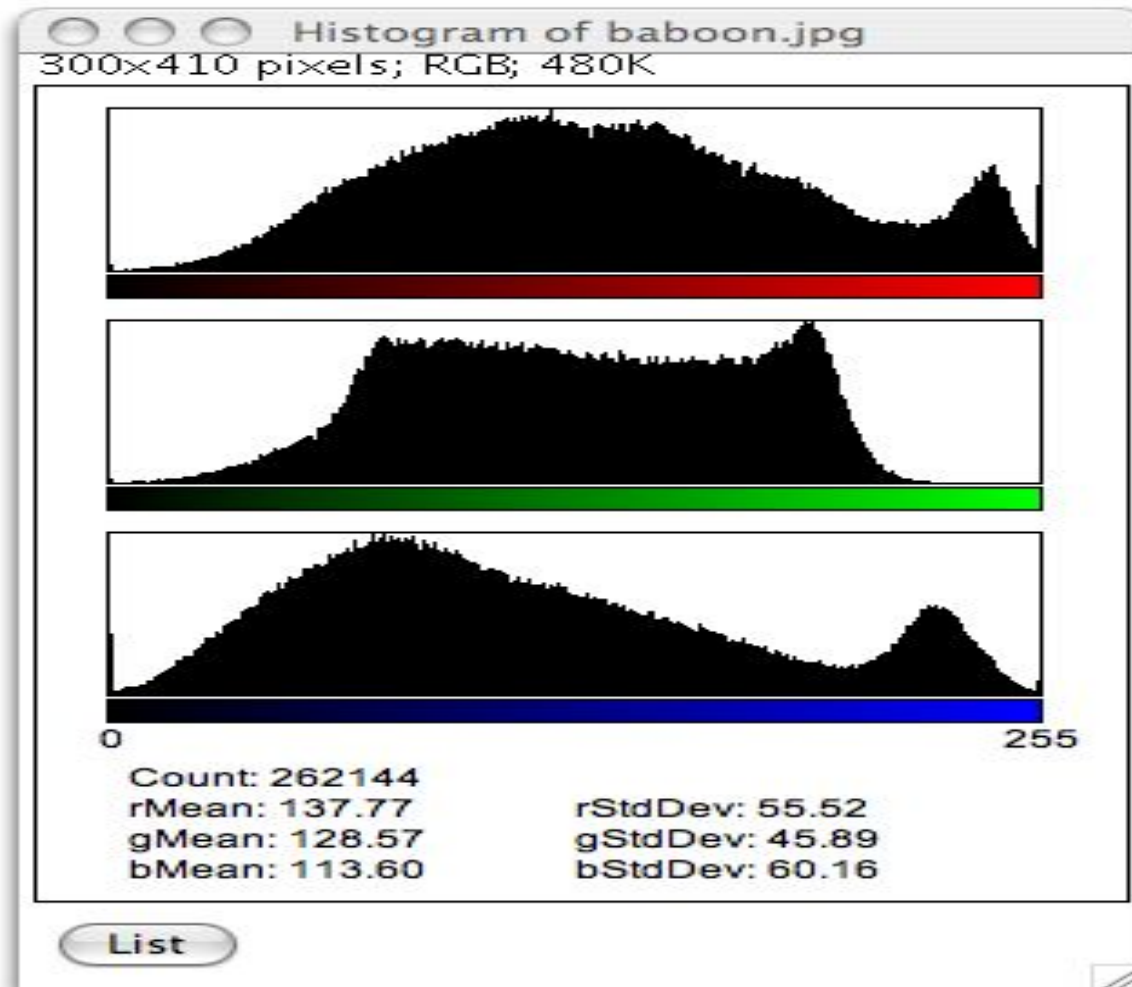 Histogram of baboon.jpg
300x410 pixels; RGB; 480K
0 255
Count: 262144
rMean: 137.77 rStdDev: 55.52
gMean: 128.57 gStdDev: 45.89
bMean: 113.60 bStdDev: 60.16
List